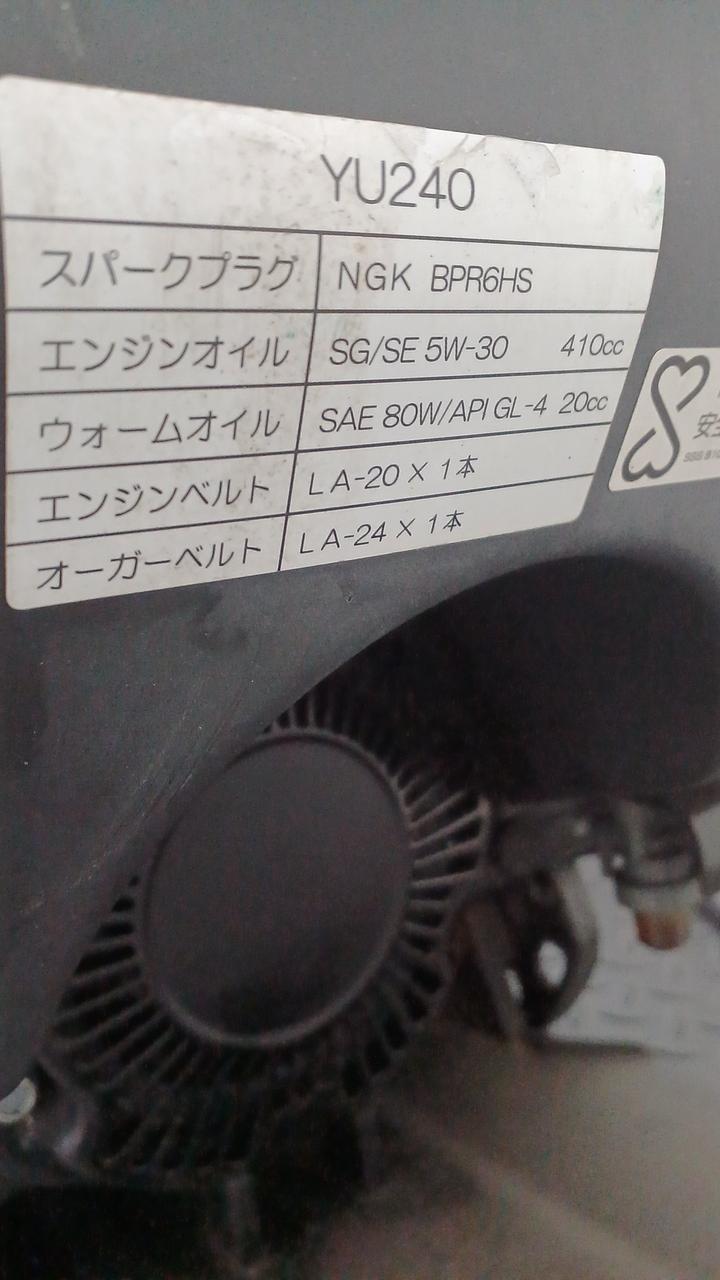 YU240
スパークプラグ NGK BPR6HS
エンジンオイル SG/SE 5W-30 410cc
ウォームオイル SAE 80W/API GL-4 20cc
エンジンベルト LA-20 × 1本
オーガーベルト LA-24 × 1本
安全